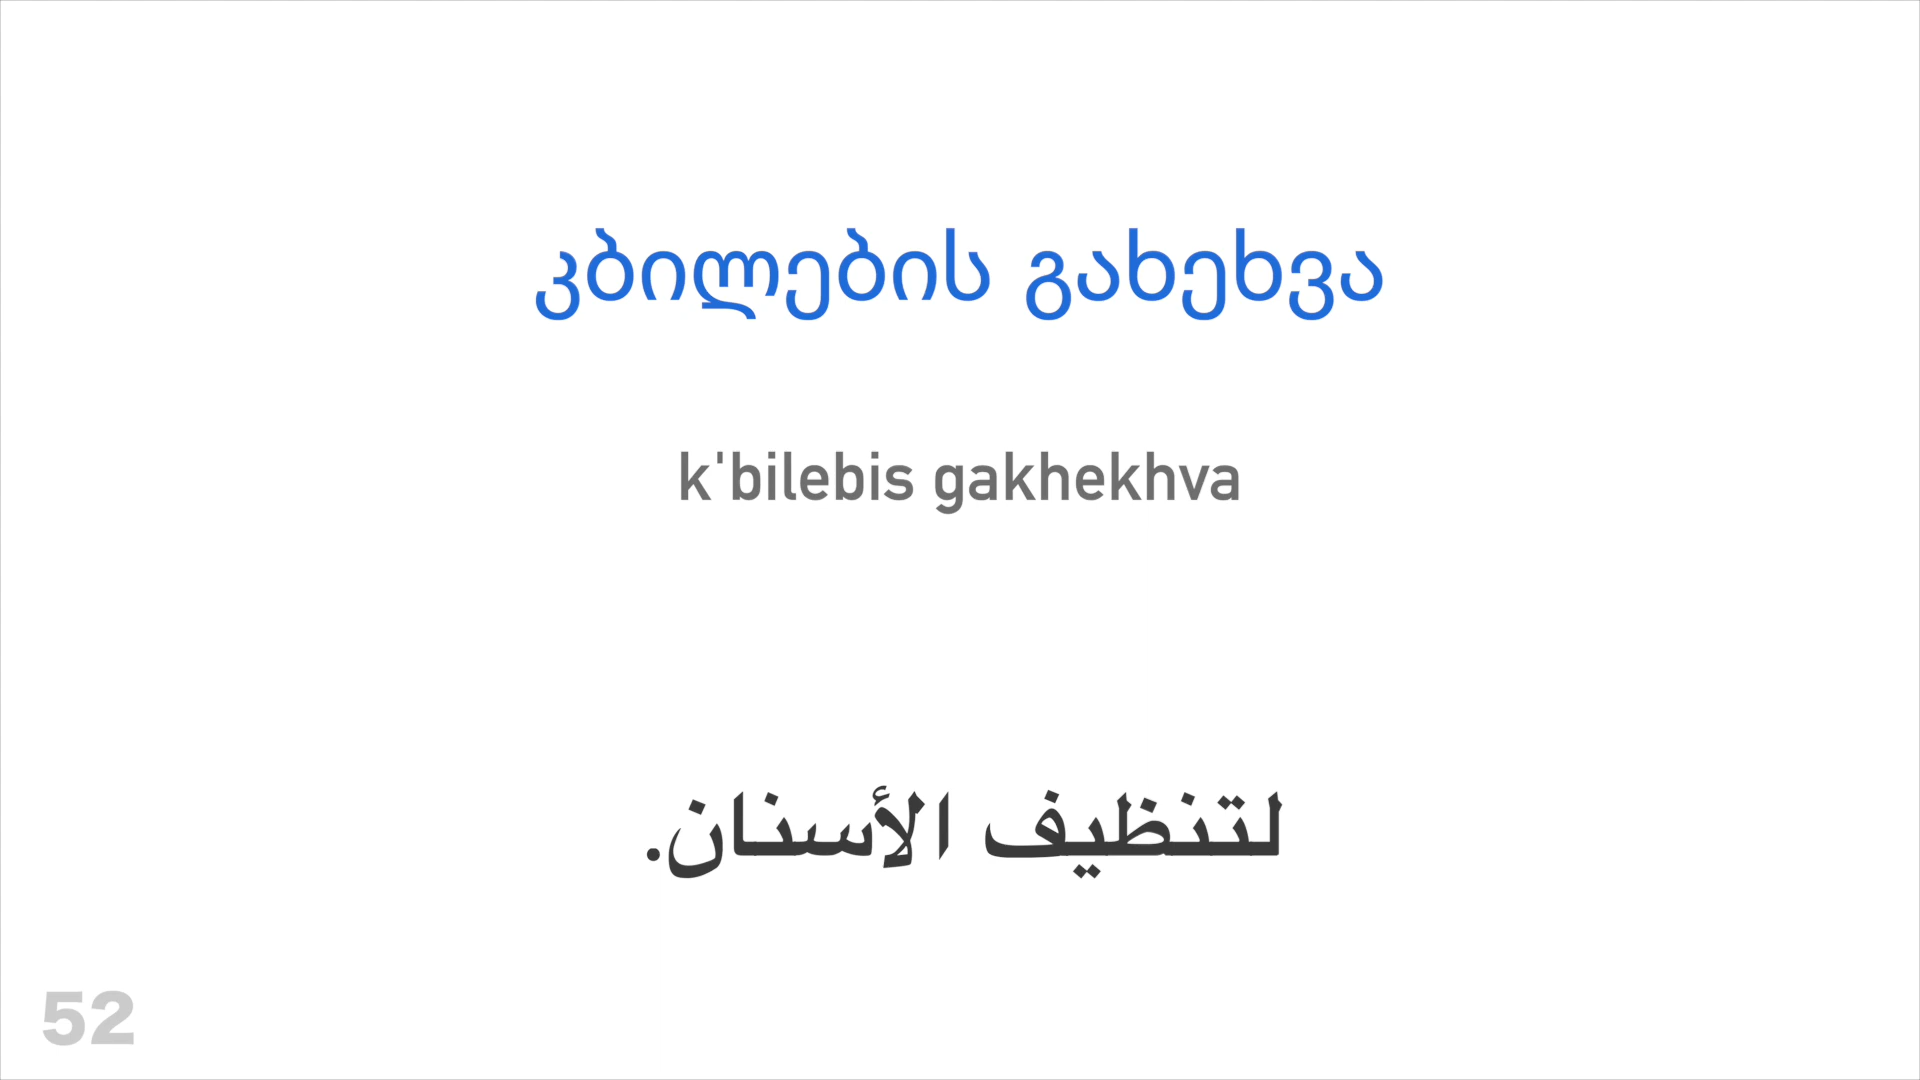 კბილების გახეხვა
k'bilebis gakhekhva
لتنظيف الأسنان.
52